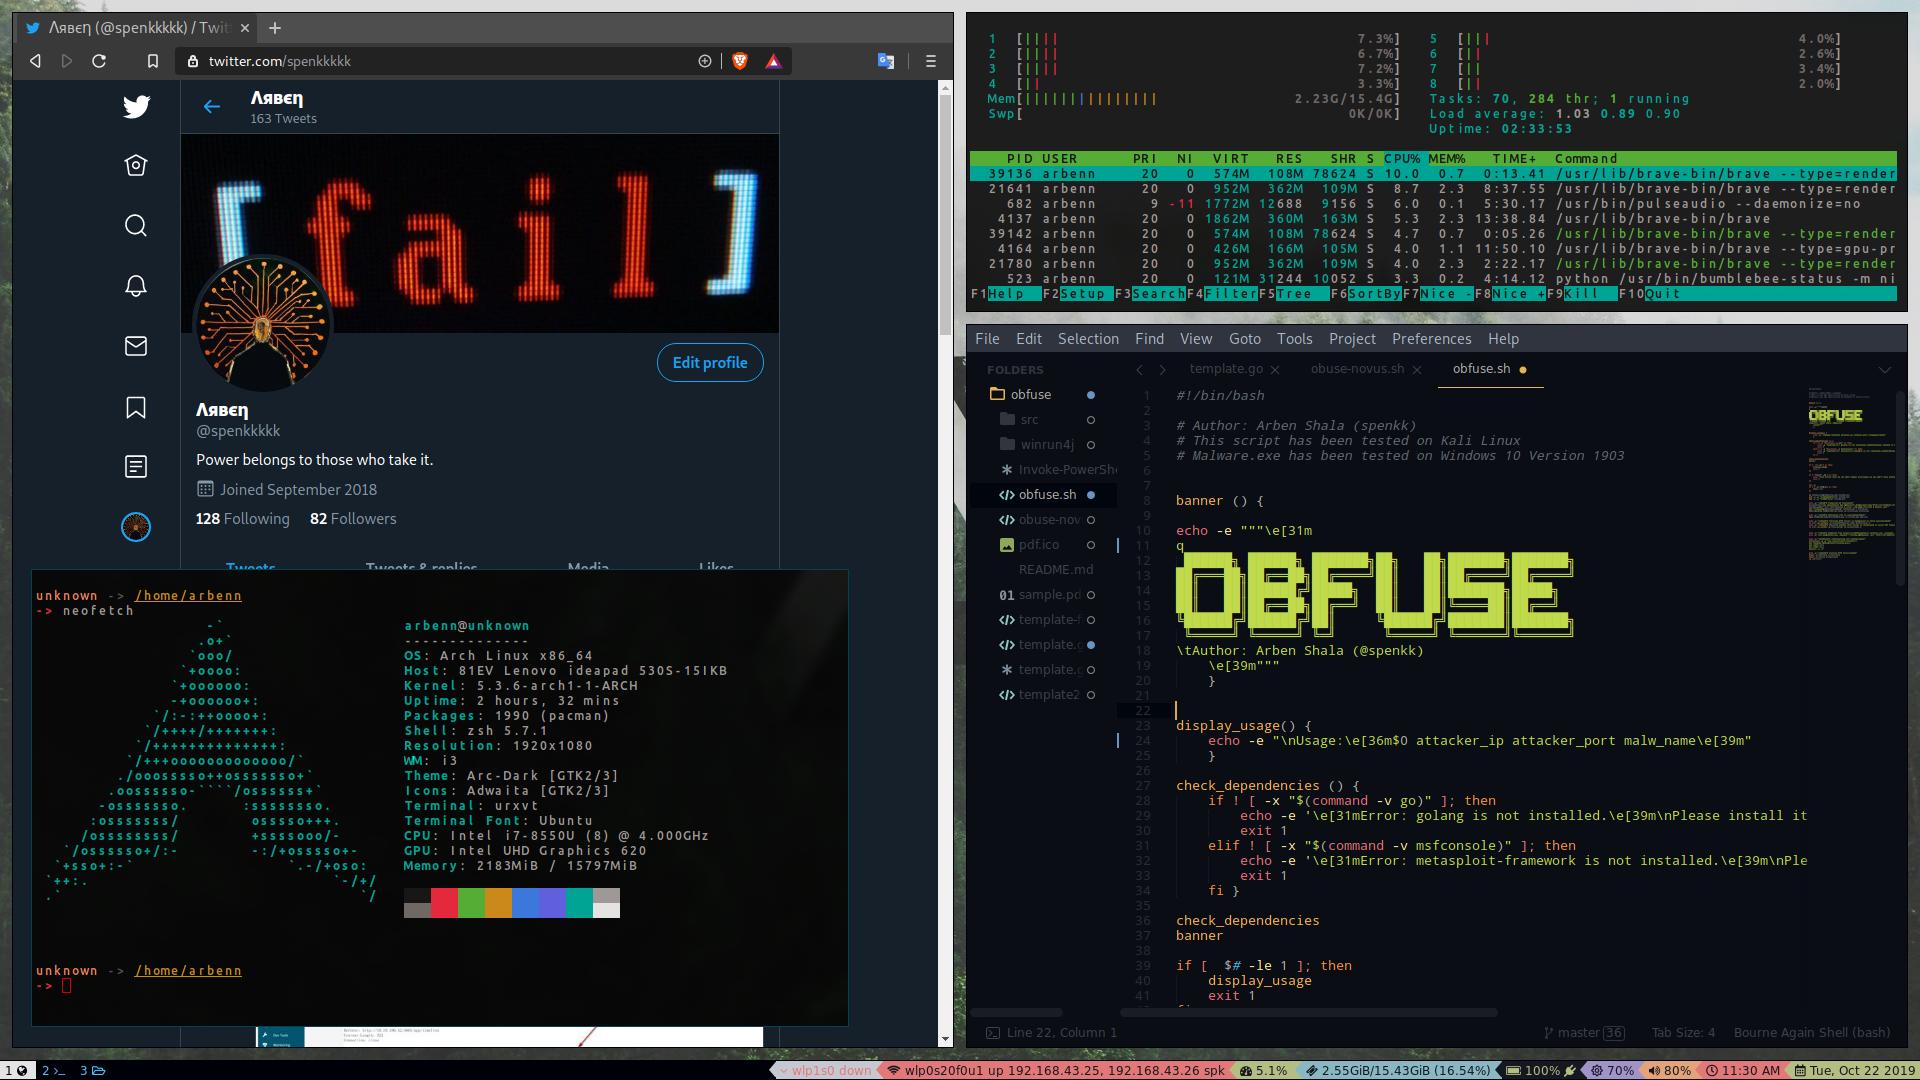 Λявєη (@spenkkkkk) / Twit
twitter.com/spenkkkkk
Λявєη
163 Tweets
[fail]
Edit profile
Λявєη
@spenkkkkk
Power belongs to those who take it.
Joined September 2018
128 Following 82 Followers
Tweets Tweets & replies Media Likes
unknown -> /home/arbenn
-> neofetch
arbenn@unknown
--------------
OS: Arch Linux x86_64
Host: 81EV Lenovo ideapad 530S-15IKB
Kernel: 5.3.6-arch1-1-ARCH
Uptime: 2 hours, 32 mins
Packages: 1990 (pacman)
Shell: zsh 5.7.1
Resolution: 1920x1080
WM: i3
Theme: Arc-Dark [GTK2/3]
Icons: Adwaita [GTK2/3]
Terminal: urxvt
Terminal Font: Ubuntu
CPU: Intel i7-8550U (8) @ 4.000GHz
GPU: Intel UHD Graphics 620
Memory: 2183MiB / 15797MiB
unknown -> /home/arbenn
->
1 [|||| 7.3%] 5 [||| 4.0%]
2 [|||| 6.7%] 6 [|| 2.6%]
3 [|||| 7.2%] 7 [|| 3.4%]
4 [|| 3.3%] 8 [|| 2.0%]
Mem[|||||||||||||||| 2.23G/15.4G] Tasks: 70, 284 thr; 1 running
Swp[ 0K/0K] Load average: 1.03 0.89 0.90
Uptime: 02:33:53
PID USER PRI NI VIRT RES SHR S CPU% MEM% TIME+ Command
39136 arbenn 20 0 574M 108M 78624 S 10.0 0.7 0:13.41 /usr/lib/brave-bin/brave --type=render
21641 arbenn 20 0 952M 362M 109M S 8.7 2.3 8:37.55 /usr/lib/brave-bin/brave --type=render
682 arbenn 9 -11 1772M 12688 9156 S 6.0 0.1 5:30.17 /usr/bin/pulseaudio --daemonize=no
4137 arbenn 20 0 1862M 360M 163M S 5.3 2.3 13:38.84 /usr/lib/brave-bin/brave
39142 arbenn 20 0 574M 108M 78624 S 4.7 0.7 0:05.26 /usr/lib/brave-bin/brave --type=render
4164 arbenn 20 0 426M 166M 105M S 4.0 1.1 11:50.10 /usr/lib/brave-bin/brave --type=gpu-pr
21780 arbenn 20 0 952M 362M 109M S 4.0 2.3 2:22.17 /usr/lib/brave-bin/brave --type=render
523 arbenn 20 0 121M 31244 10052 S 3.3 0.2 4:14.12 python /usr/bin/bumblebee-status -m ni
F1Help F2Setup F3SearchF4FilterF5Tree F6SortByF7Nice -F8Nice +F9Kill F10Quit
File Edit Selection Find View Goto Tools Project Preferences Help
FOLDERS
obfuse
src
winrun4j
Invoke-PowerShe
obfuse.sh
obuse-nov
pdf.ico
README.md
01 sample.pd
template-f
template.g
template.g
template2
template.go obuse-novus.sh obfuse.sh
1 #!/bin/bash
2
3 # Author: Arben Shala (spenkk)
4 # This script has been tested on Kali Linux
5 # Malware.exe has been tested on Windows 10 Version 1903
6
7
8 banner () {
9
10 echo -e """\e[31m
11 q
12
13
14 OBFUSE
15
16
17
18 \tAuthor: Arben Shala (@spenkk)
19 \e[39m"""
20 }
21
22
23 display_usage() {
24 echo -e "\nUsage:\e[36m$0 attacker_ip attacker_port malw_name\e[39m"
25 }
26
27 check_dependencies () {
28 if ! [ -x "$(command -v go)" ]; then
29 echo -e '\e[31mError: golang is not installed.\e[39m\nPlease install it
30 exit 1
31 elif ! [ -x "$(command -v msfconsole)" ]; then
32 echo -e '\e[31mError: metasploit-framework is not installed.\e[39m\nPle
33 exit 1
34 fi }
35
36 check_dependencies
37 banner
38
39 if [ $# -le 1 ]; then
40 display_usage
41 exit 1
OBFUSE
Line 22, Column 1 master 36 Tab Size: 4 Bourne Again Shell (bash)
1 2 >_ 3 wlp1s0 down wlp0s20f0u1 up 192.168.43.25, 192.168.43.26 spk 5.1% 2.55GiB/15.43GiB (16.54%) 100% 70% 80% 11:30 AM Tue, Oct 22 2019